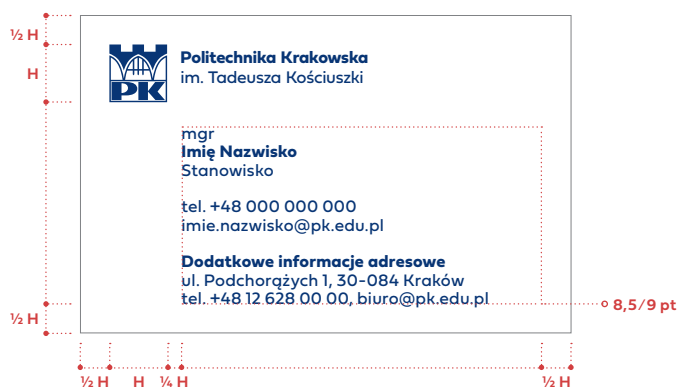 ½ H
H
PK
Politechnika Krakowska
im. Tadeusza Kościuszki
mgr
Imię Nazwisko
Stanowisko
tel. +48 000 000 000
imie.nazwisko@pk.edu.pl
Dodatkowe informacje adresowe
ul. Podchorążych 1, 30-084 Kraków
tel. +48 12 628 00 00, biuro@pk.edu.pl
½ H
8,5/9 pt
½ H H ¼ H ½ H